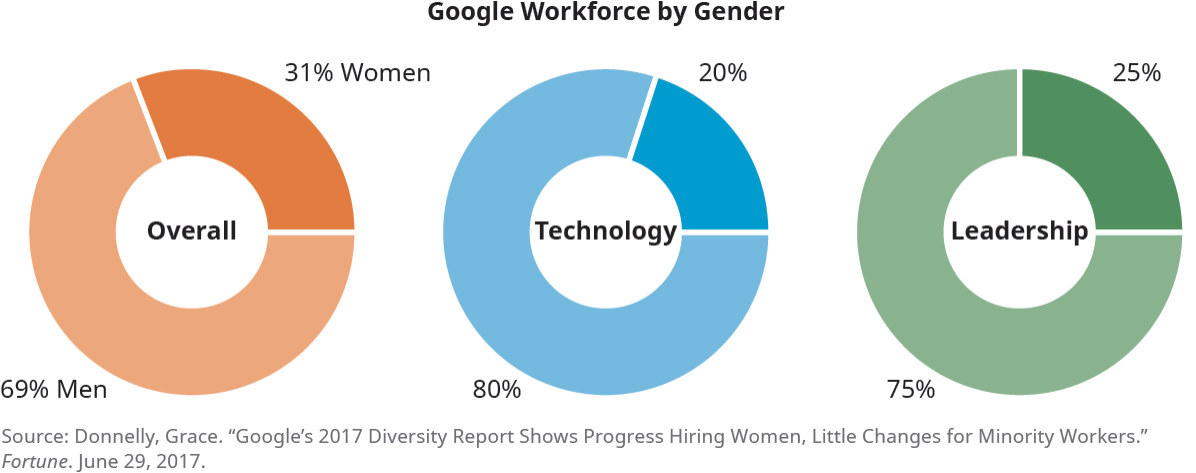 Google Workforce by Gender
31% Women
20%
25%
Overall
Technology
Leadership
69% Men
80%
75%
Source: Donnelly, Grace. “Google’s 2017 Diversity Report Shows Progress Hiring Women, Little Changes for Minority Workers.”
Fortune. June 29, 2017.